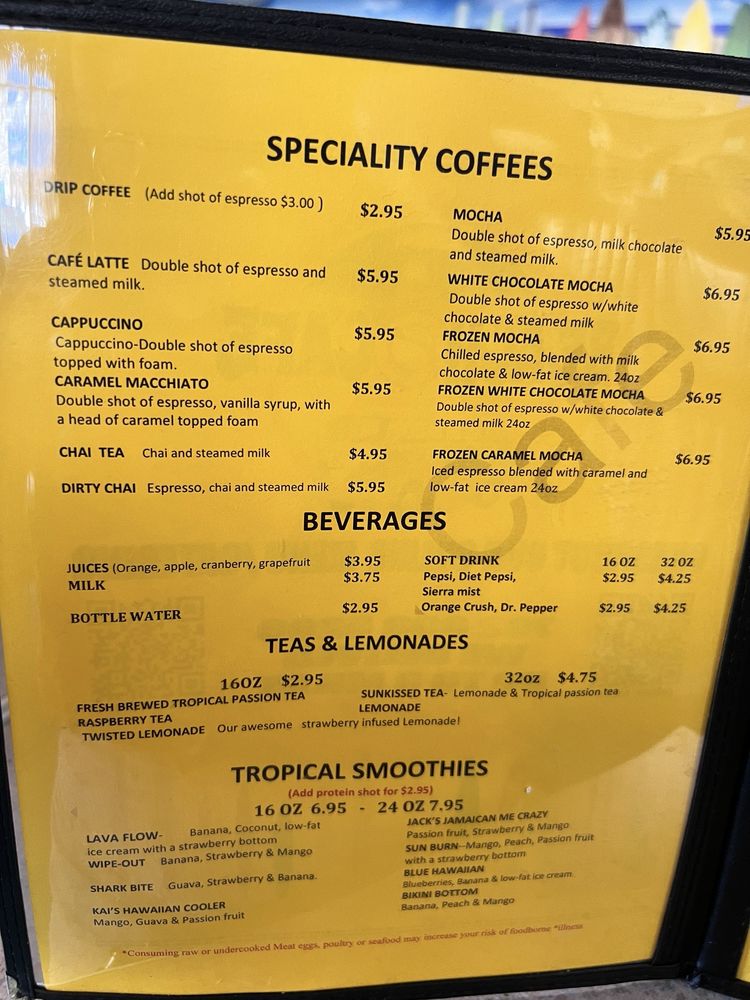 SPECIALITY COFFEES
DRIP COFFEE (Add shot of espresso $3.00 ) $2.95
CAFÉ LATTE Double shot of espresso and
steamed milk. $5.95
CAPPUCCINO
Cappuccino-Double shot of espresso
topped with foam. $5.95
CARAMEL MACCHIATO
Double shot of espresso, vanilla syrup, with
a head of caramel topped foam $5.95
CHAI TEA Chai and steamed milk $4.95
DIRTY CHAI Espresso, chai and steamed milk $5.95
MOCHA
Double shot of espresso, milk chocolate
and steamed milk. $5.95
WHITE CHOCOLATE MOCHA
Double shot of espresso w/white
chocolate & steamed milk $6.95
FROZEN MOCHA
Chilled espresso, blended with milk
chocolate & low-fat ice cream. 24oz $6.95
FROZEN WHITE CHOCOLATE MOCHA
Double shot of espresso w/white chocolate &
steamed milk 24oz $6.95
FROZEN CARAMEL MOCHA
Iced espresso blended with caramel and
low-fat ice cream 24oz $6.95
Cafe
BEVERAGES
JUICES (Orange, apple, cranberry, grapefruit $3.95
MILK $3.75
BOTTLE WATER $2.95
SOFT DRINK 16 OZ 32 OZ
Pepsi, Diet Pepsi, $2.95 $4.25
Sierra mist
Orange Crush, Dr. Pepper $2.95 $4.25
TEAS & LEMONADES
16OZ $2.95 32oz $4.75
FRESH BREWED TROPICAL PASSION TEA
RASPBERRY TEA
TWISTED LEMONADE Our awesome strawberry infused Lemonade!
SUNKISSED TEA- Lemonade & Tropical passion tea
LEMONADE
TROPICAL SMOOTHIES
(Add protein shot for $2.95)
16 OZ 6.95 - 24 OZ 7.95
LAVA FLOW- Banana, Coconut, low-fat
ice cream with a strawberry bottom
WIPE-OUT Banana, Strawberry & Mango
SHARK BITE Guava, Strawberry & Banana.
KAI'S HAWAIIAN COOLER
Mango, Guava & Passion fruit
JACK'S JAMAICAN ME CRAZY
Passion fruit, Strawberry & Mango
SUN BURN--Mango, Peach, Passion fruit
with a strawberry bottom
BLUE HAWAIIAN
Blueberries, Banana & low-fat ice cream.
BIKINI BOTTOM
Banana, Peach & Mango
*Consuming raw or undercooked Meat eggs, poultry or seafood may increase your risk of foodborne *illness